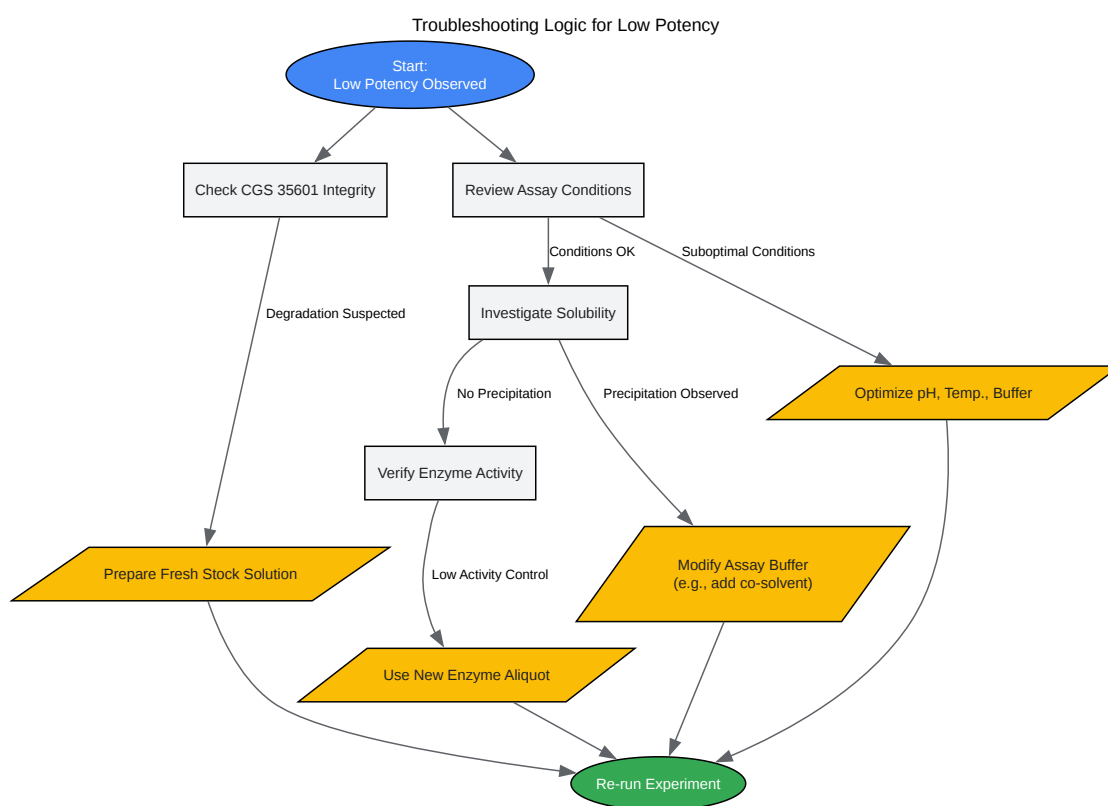 Troubleshooting Logic for Low Potency
Start:
Low Potency Observed
Check CGS 35601 Integrity
Review Assay Conditions
Conditions OK
Suboptimal Conditions
Investigate Solubility
Degradation Suspected
No Precipitation
Precipitation Observed
Optimize pH, Temp., Buffer
Verify Enzyme Activity
Prepare Fresh Stock Solution
Low Activity Control
Modify Assay Buffer
(e.g., add co-solvent)
Use New Enzyme Aliquot
Re-run Experiment